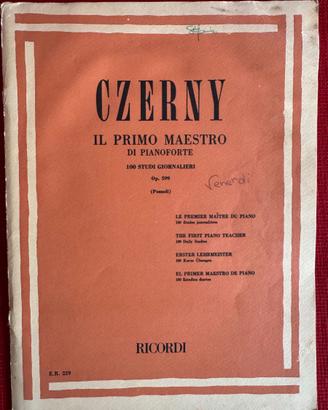 CZERNY
IL PRIMO MAESTRO
DI PIANOFORTE
100 STUDI GIORNALIERI
Op. 599
(Pozzoli)
Venerdì
LE PREMIER MAÎTRE DU PIANO
100 Études journalières
THE FIRST PIANO TEACHER
100 Daily Studies
ERSTER LEHRMEISTER
100 Kurze Übungen
EL PRIMER MAESTRO DE PIANO
100 Estudios diarios
RICORDI
E.R. 229